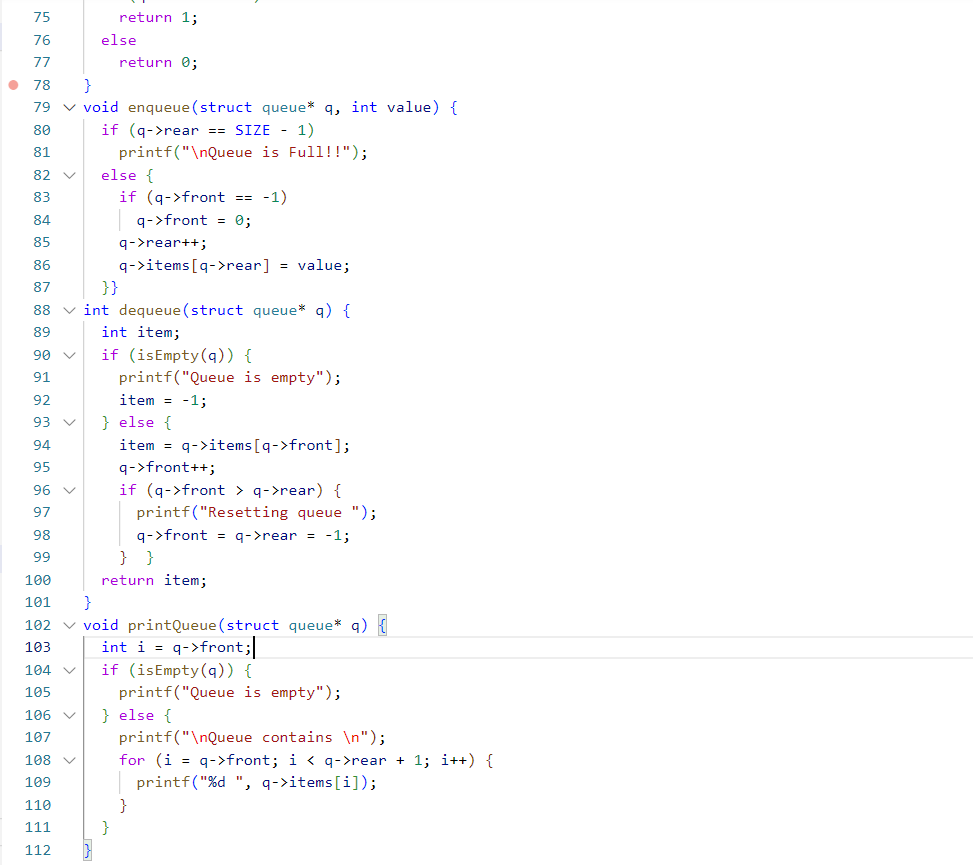 75 return 1;
76 else
77 return 0;
78 }
79 void enqueue(struct queue* q, int value) {
80 if (q->rear == SIZE - 1)
81 printf("\nQueue is Full!!");
82 else {
83 if (q->front == -1)
84 q->front = 0;
85 q->rear++;
86 q->items[q->rear] = value;
87 }}
88 int dequeue(struct queue* q) {
89 int item;
90 if (isEmpty(q)) {
91 printf("Queue is empty");
92 item = -1;
93 } else {
94 item = q->items[q->front];
95 q->front++;
96 if (q->front > q->rear) {
97 printf("Resetting queue ");
98 q->front = q->rear = -1;
99 } }
100 return item;
101 }
102 void printQueue(struct queue* q) {
103 int i = q->front;
104 if (isEmpty(q)) {
105 printf("Queue is empty");
106 } else {
107 printf("\nQueue contains \n");
108 for (i = q->front; i < q->rear + 1; i++) {
109 printf("%d ", q->items[i]);
110 }
111 }
112 }